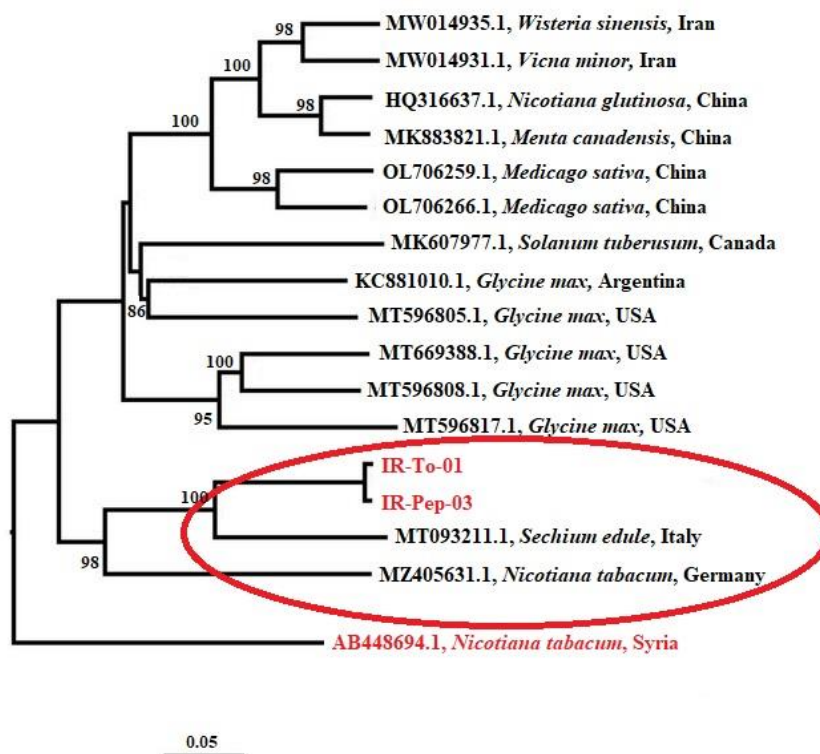 98
MW014935.1, Wisteria sinensis, Iran
100
MW014931.1, Vicna minor, Iran
98
HQ316637.1, Nicotiana glutinosa, China
100
MK883821.1, Menta canadensis, China
98
OL706259.1, Medicago sativa, China
OL706266.1, Medicago sativa, China
MK607977.1, Solanum tuberusum, Canada
KC881010.1, Glycine max, Argentina
86
MT596805.1, Glycine max, USA
100
MT669388.1, Glycine max, USA
MT596808.1, Glycine max, USA
95
MT596817.1, Glycine max, USA
IR-To-01
100
IR-Pep-03
MT093211.1, Sechium edule, Italy
98
MZ405631.1, Nicotiana tabacum, Germany
AB448694.1, Nicotiana tabacum, Syria
0.05